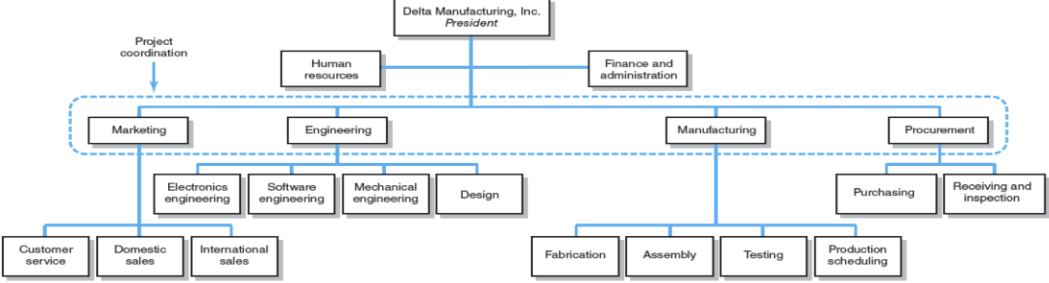 Delta Manufacturing, Inc.
President
Project
coordination
Human
resources
Finance and
administration
Marketing
Engineering
Manufacturing
Procurement
Electronics
engineering
Software
engineering
Mechanical
engineering
Design
Purchasing
Receiving and
inspection
Customer
service
Domestic
sales
International
sales
Fabrication
Assembly
Testing
Production
scheduling